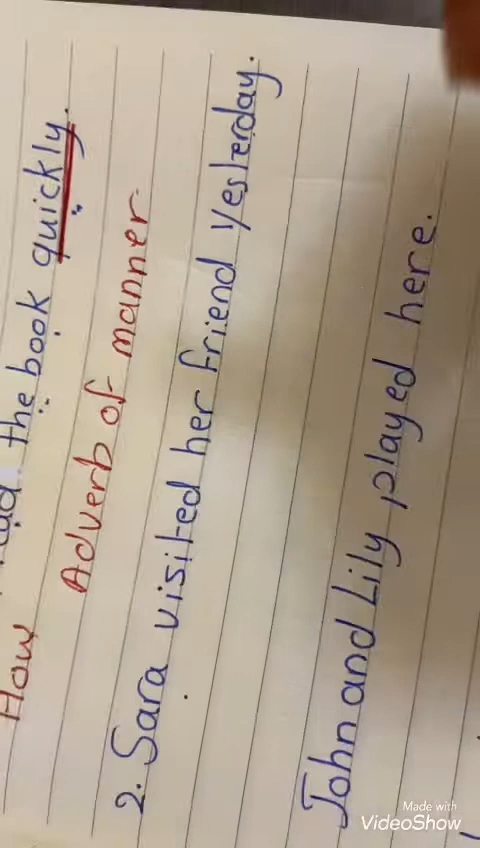 the book quickly.
How
Adverb of manner
2. Sara visited her friend yesterday.
John and Lily played here.
Made with
VideoShow